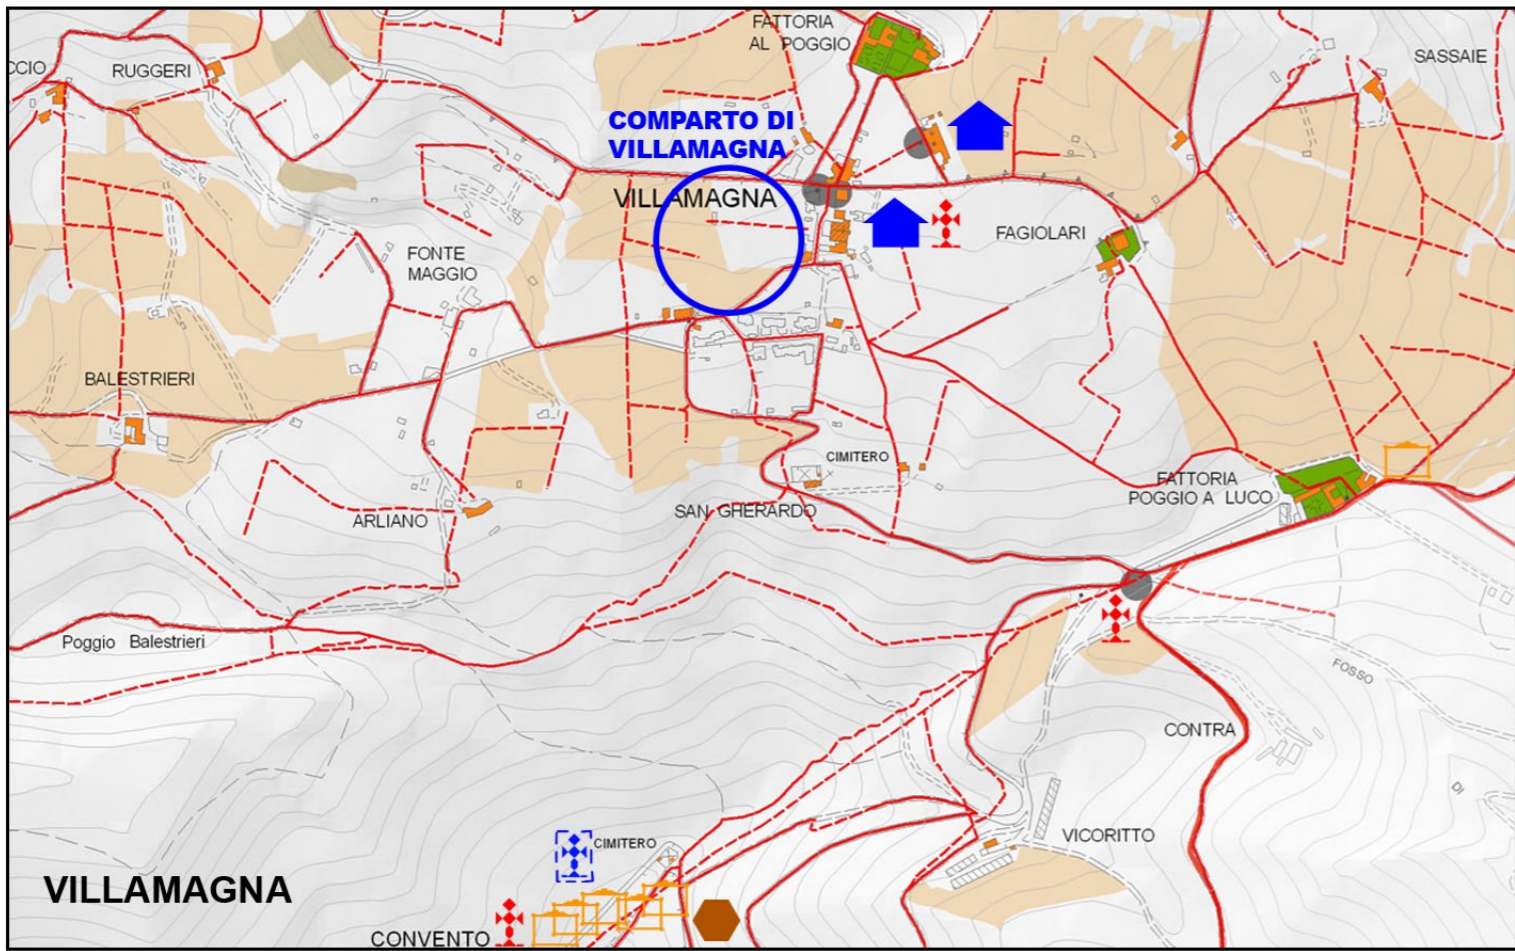 FATTORIA
AL POGGIO
SASSAIE
CCIO
RUGGERI
COMPARTO DI
VILLAMAGNA
VILLAMAGNA
FAGIOLARI
FONTE
MAGGIO
BALESTRIERI
CIMITERO
FATTORIA
POGGIO A LUCO
ARLIANO
SAN GHERARDO
Poggio Balestrieri
FOSSO
CONTRA
DI
VICORITTO
CIMITERO
VILLAMAGNA
CONVENTO